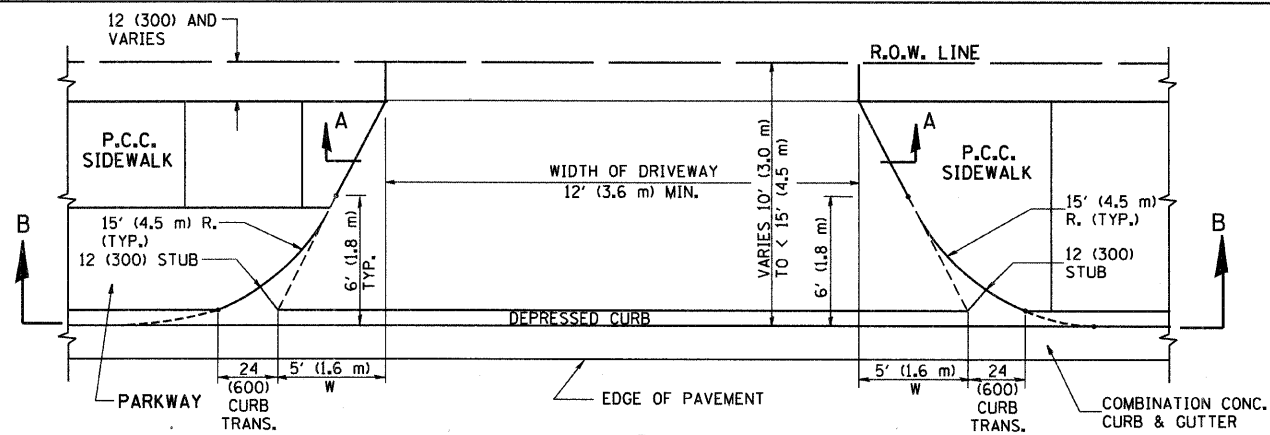 12 (300) AND
VARIES
R.O.W. LINE
A
A
P.C.C.
SIDEWALK
P.C.C.
SIDEWALK
WIDTH OF DRIVEWAY
12' (3.6 m) MIN.
VARIES 10' (3.0 m)
TO < 15' (4.5 m)
B
B
15' (4.5 m) R.
(TYP.)
12 (300) STUB
6' (1.8 m)
TYP.
6' (1.8 m)
15' (4.5 m)
R. (TYP.)
12 (300)
STUB
DEPRESSED CURB
24
(600)
CURB
TRANS.
5' (1.6 m)
W
5' (1.6 m)
W
24
(600)
CURB
TRANS.
PARKWAY
EDGE OF PAVEMENT
COMBINATION CONC.
CURB & GUTTER